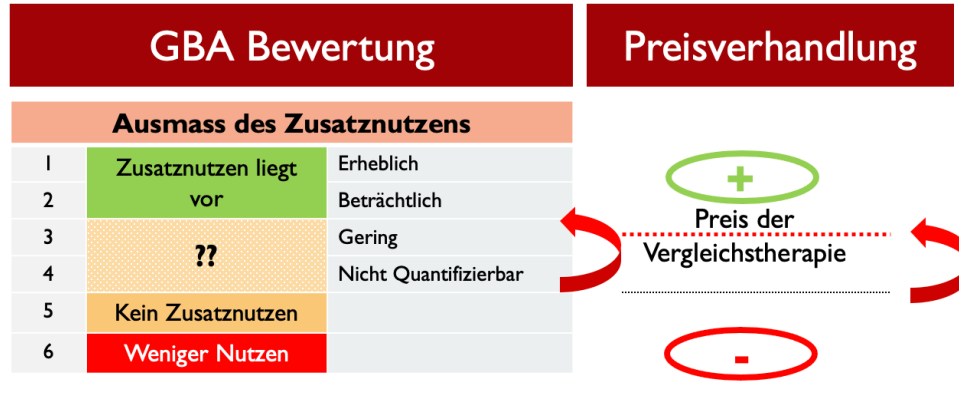 GBA Bewertung
Preisverhandlung
Ausmass des Zusatznutzens
1 Zusatznutzen liegt vor Erheblich
2 Beträchtlich
3 ?? Gering
4 Nicht Quantifizierbar
5 Kein Zusatznutzen
6 Weniger Nutzen
+
Preis der
Vergleichstherapie
-